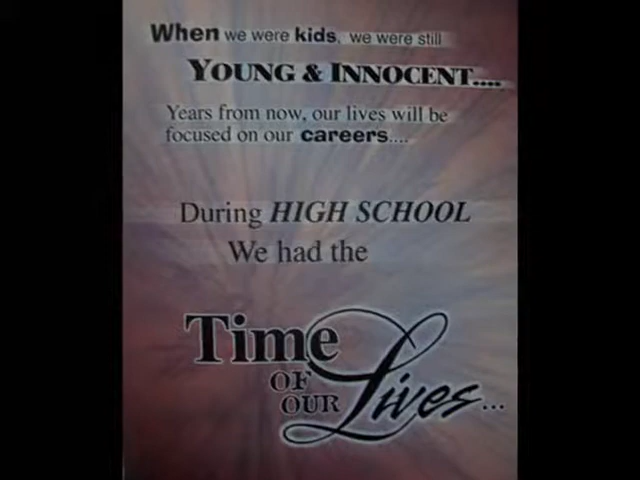 When we were kids, we were still
YOUNG & INNOCENT....
Years from now, our lives will be
focused on our careers....
During HIGH SCHOOL
We had the
Time
OF
OUR
Lives...